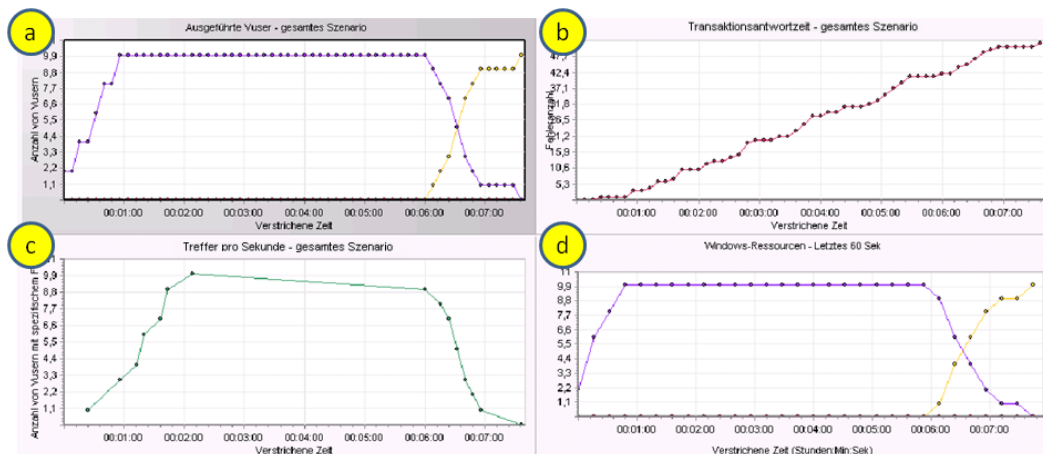 a
Ausgeführte Vuser - gesamtes Szenario
Anzahl von Vusern
9,9
8,8
7,7
6,6
5,5
4,4
3,3
2,2
1,1
00:01:00 00:02:00 00:03:00 00:04:00 00:05:00 00:06:00 00:07:00
Verstrichene Zeit
b
Transaktionsantwortzeit - gesamtes Szenario
Fehleranzahl
42,4
37,1
31,8
15,9
10,6
5,3
00:01:00 00:02:00 00:03:00 00:04:00 00:05:00 00:06:00 00:07:00
Verstrichene Zeit
c
Treffer pro Sekunde - gesamtes Szenario
Anzahl von Vusern mit spezifischem
9,9
8,8
7,7
6,6
5,5
4,4
3,3
2,2
1,1
00:01:00 00:02:00 00:03:00 00:04:00 00:05:00 00:06:00 00:07:00
Verstrichene Zeit
d
Windows-Ressourcen - Letztes 60 Sek
11
9,9
8,8
7,7
6,6
5,5
4,4
3,3
2,2
1,1
00:01:00 00:02:00 00:03:00 00:04:00 00:05:00 00:06:00 00:07:00
Verstrichene Zeit (Stunden:Min:Sek)